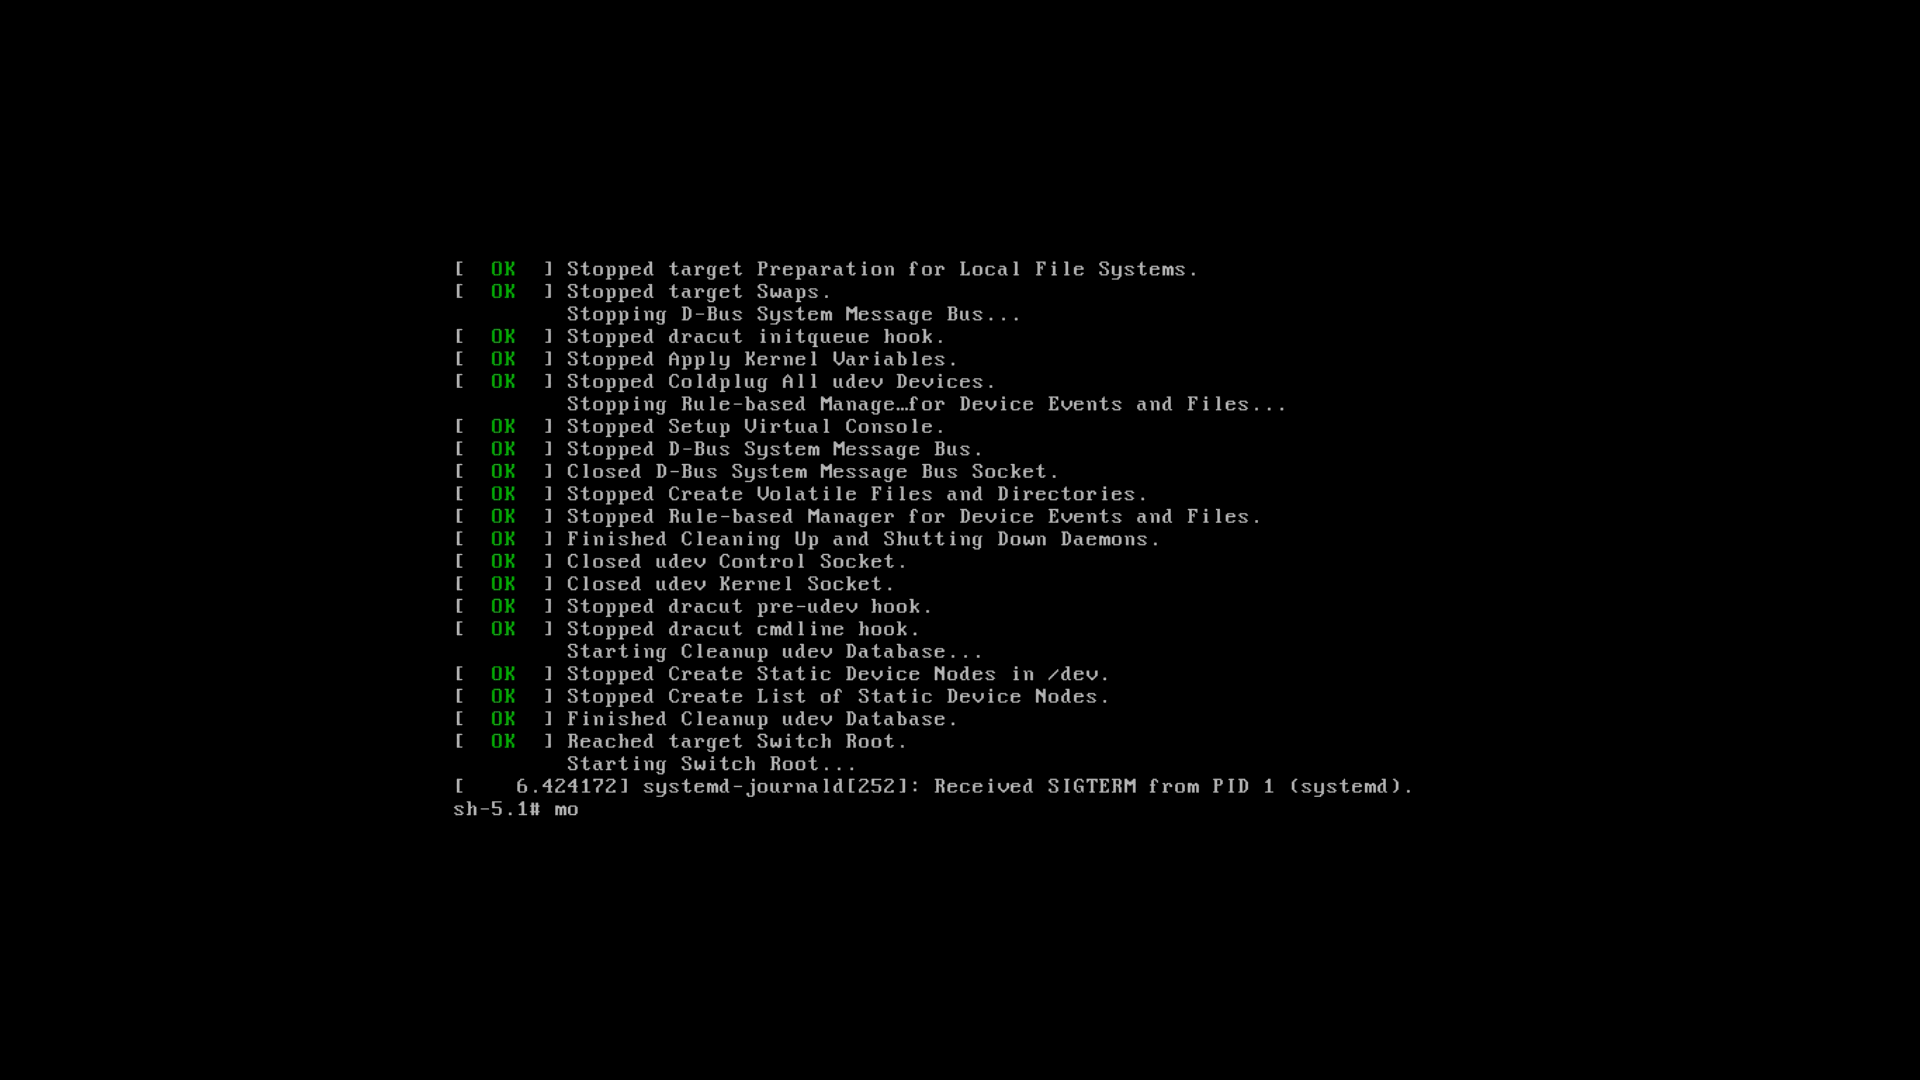 [  OK  ] Stopped target Preparation for Local File Systems.
[  OK  ] Stopped target Swaps.
         Stopping D-Bus System Message Bus...
[  OK  ] Stopped dracut initqueue hook.
[  OK  ] Stopped Apply Kernel Variables.
[  OK  ] Stopped Coldplug All udev Devices.
         Stopping Rule-based Manage…for Device Events and Files...
[  OK  ] Stopped Setup Virtual Console.
[  OK  ] Stopped D-Bus System Message Bus.
[  OK  ] Closed D-Bus System Message Bus Socket.
[  OK  ] Stopped Create Volatile Files and Directories.
[  OK  ] Stopped Rule-based Manager for Device Events and Files.
[  OK  ] Finished Cleaning Up and Shutting Down Daemons.
[  OK  ] Closed udev Control Socket.
[  OK  ] Closed udev Kernel Socket.
[  OK  ] Stopped dracut pre-udev hook.
[  OK  ] Stopped dracut cmdline hook.
         Starting Cleanup udev Database...
[  OK  ] Stopped Create Static Device Nodes in /dev.
[  OK  ] Stopped Create List of Static Device Nodes.
[  OK  ] Finished Cleanup udev Database.
[  OK  ] Reached target Switch Root.
         Starting Switch Root...
[    6.424172] systemd-journald[252]: Received SIGTERM from PID 1 (systemd).
sh-5.1# mo